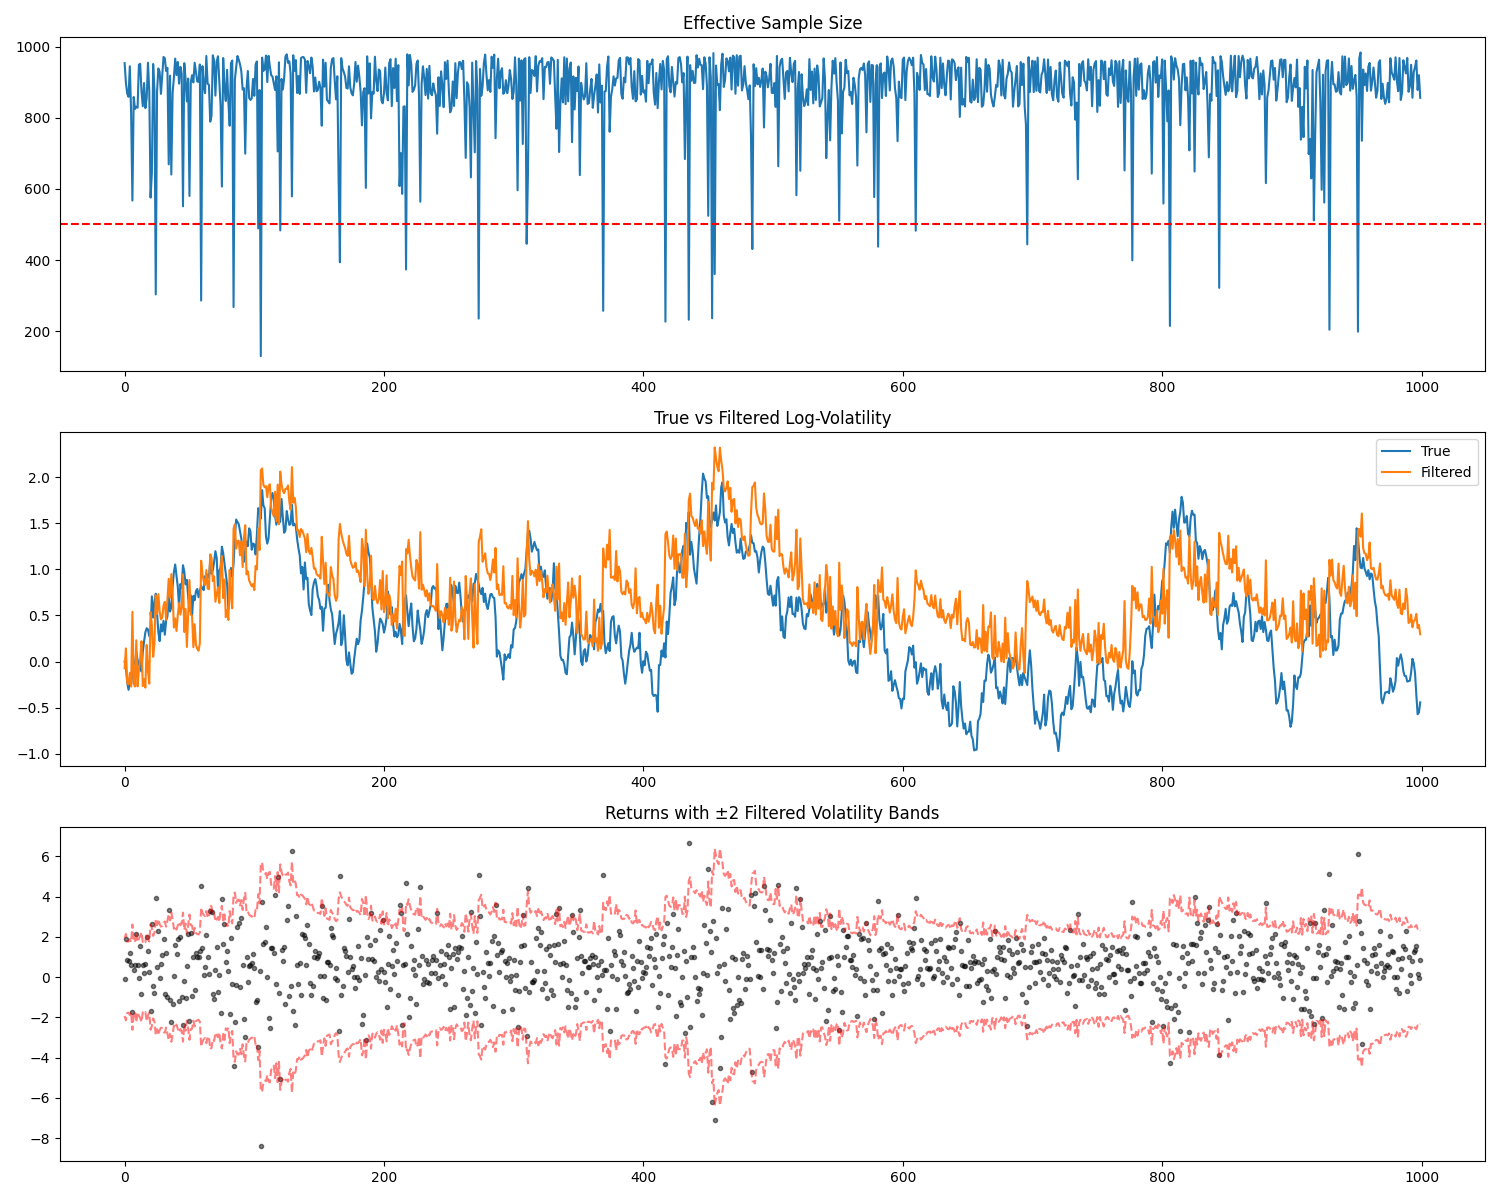 Effective Sample Size
1000
800
600
400
200
0 200 400 600 800 1000
True vs Filtered Log-Volatility
2.0
1.5
1.0
0.5
0.0
−0.5
−1.0
True
Filtered
0 200 400 600 800 1000
Returns with ±2 Filtered Volatility Bands
6
4
2
0
−2
−4
−6
−8
0 200 400 600 800 1000